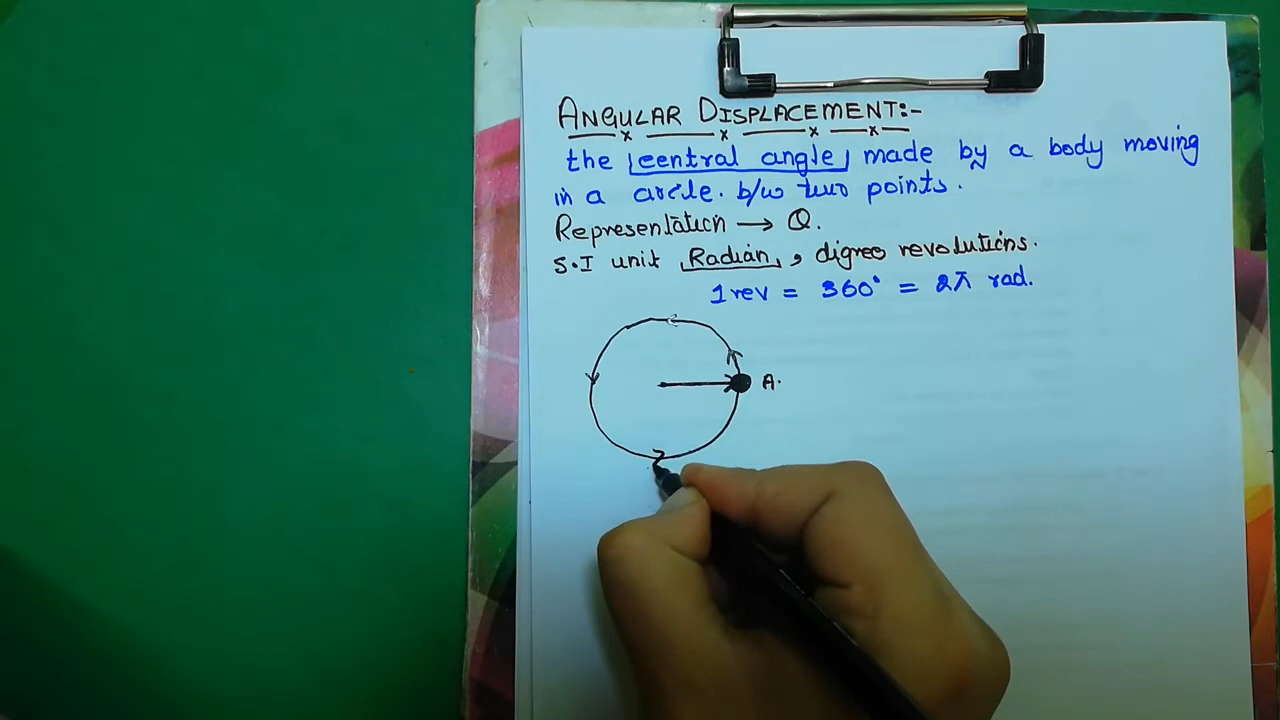 ANGULAR DISPLACEMENT:-
the central angle made by a body moving
in a circle. b/w two points.
Representation → Q.
S.I unit Radian, digree revolutions.
1 rev = 360° = 2π rad.
A.